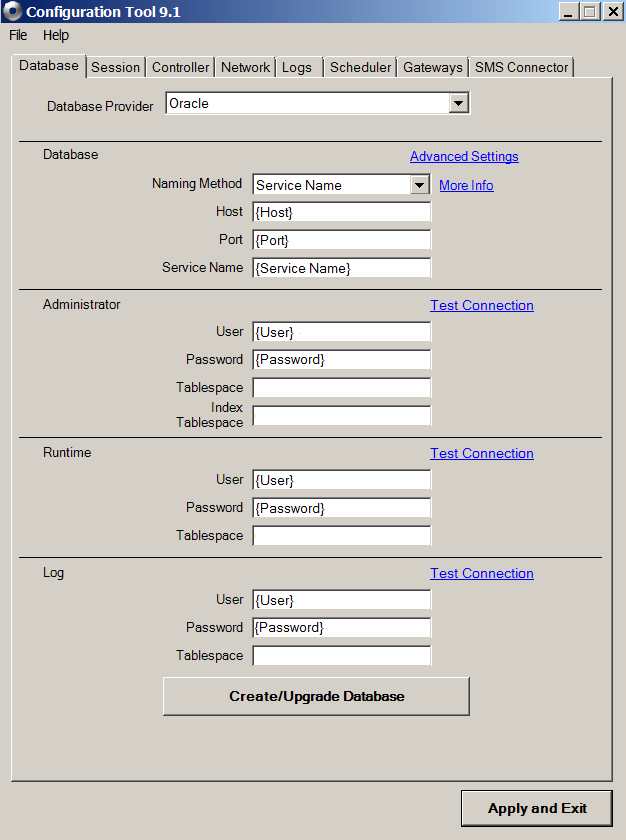 Configuration Tool 9.1
File Help
Database Session Controller Network Logs Scheduler Gateways SMS Connector
Database Provider Oracle
Database Advanced Settings
Naming Method Service Name More Info
Host {Host}
Port {Port}
Service Name {Service Name}
Administrator Test Connection
User {User}
Password {Password}
Tablespace
Index
Tablespace
Runtime Test Connection
User {User}
Password {Password}
Tablespace
Log Test Connection
User {User}
Password {Password}
Tablespace
Create/Upgrade Database
Apply and Exit